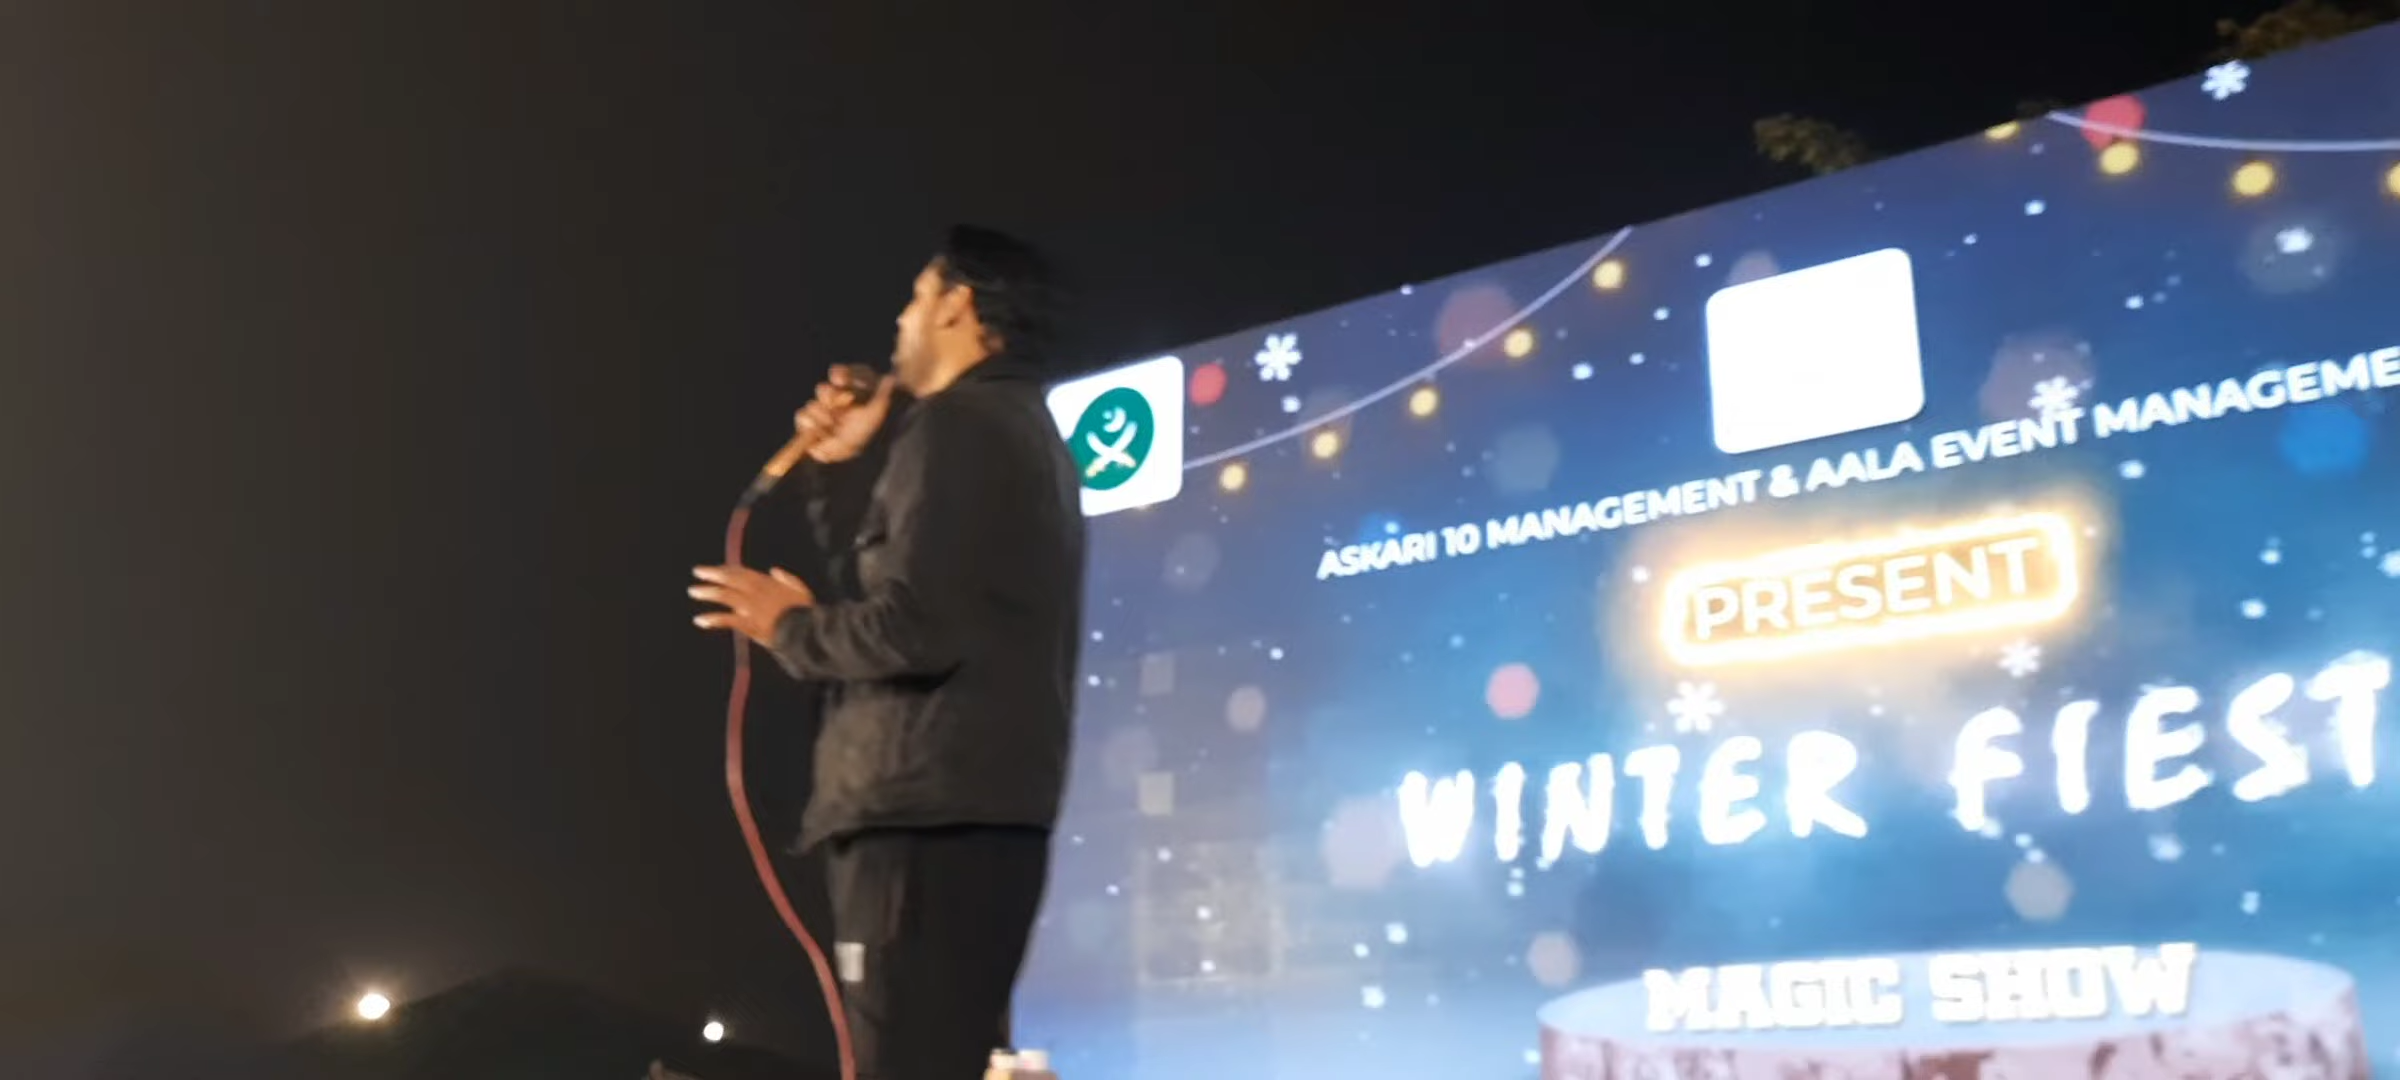 ASKARI 10 MANAGEMENT & AALA EVENT MANAGEME
PRESENT
WINTER FIEST
MAGIC SHOW